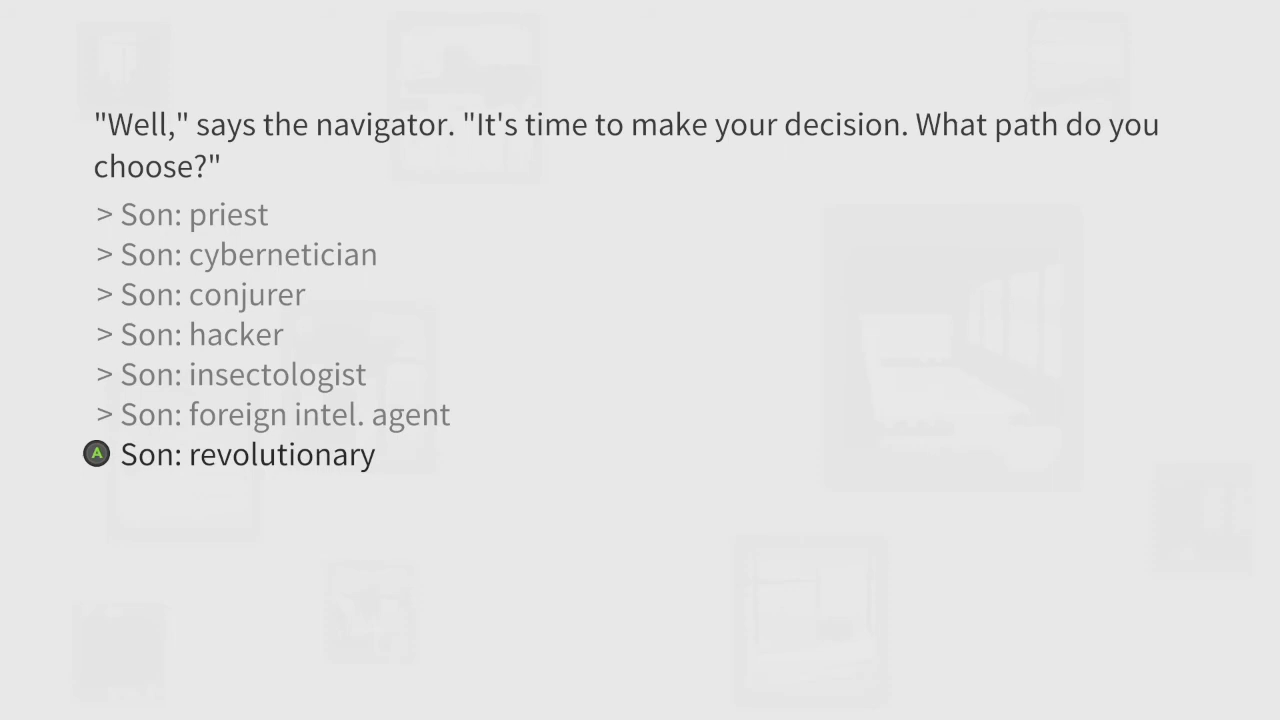 "Well," says the navigator. "It's time to make your decision. What path do you
choose?"
> Son: priest
> Son: cybernetician
> Son: conjurer
> Son: hacker
> Son: insectologist
> Son: foreign intel. agent
A Son: revolutionary